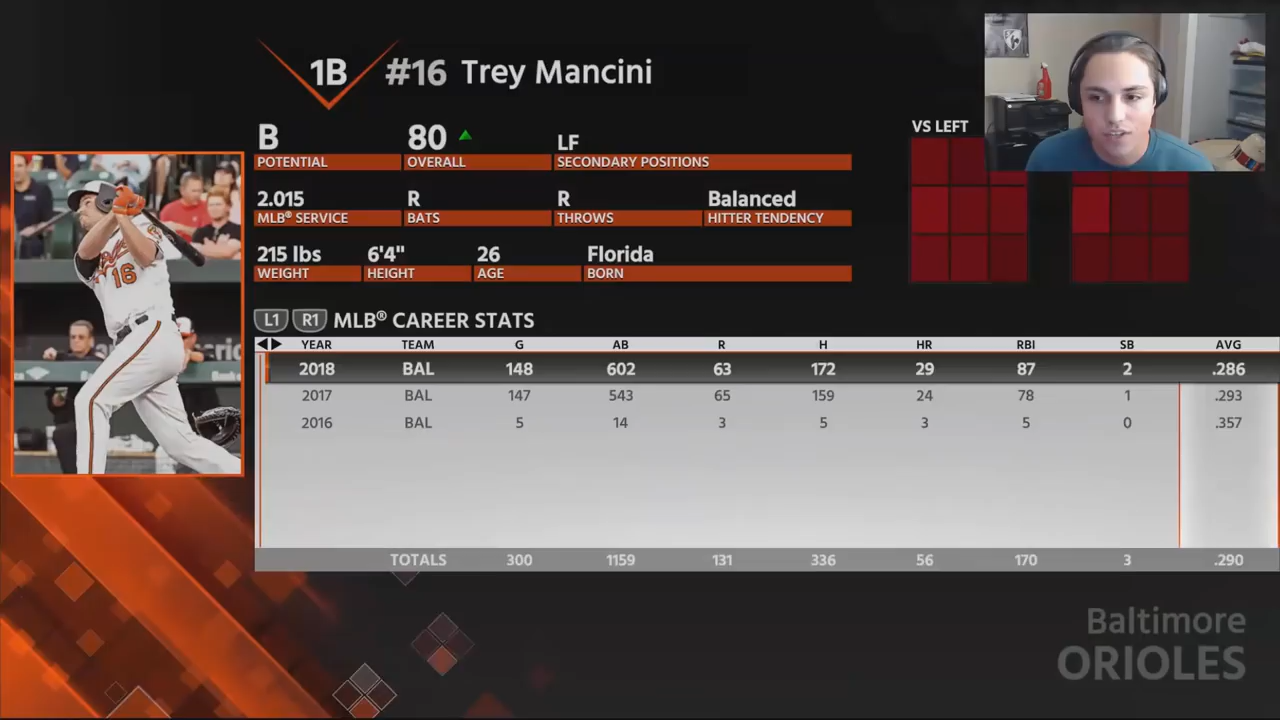 1B #16 Trey Mancini
B 80 LF
POTENTIAL OVERALL SECONDARY POSITIONS
2.015 R R Balanced
MLB® SERVICE BATS THROWS HITTER TENDENCY
215 lbs 6'4" 26 Florida
WEIGHT HEIGHT AGE BORN
VS LEFT
16
L1 R1 MLB® CAREER STATS
YEAR TEAM G AB R H HR RBI SB AVG
2018 BAL 148 602 63 172 29 87 2 .286
2017 BAL 147 543 65 159 24 78 1 .293
2016 BAL 5 14 3 5 3 5 0 .357
TOTALS 300 1159 131 336 56 170 3 .290
Baltimore
ORIOLES